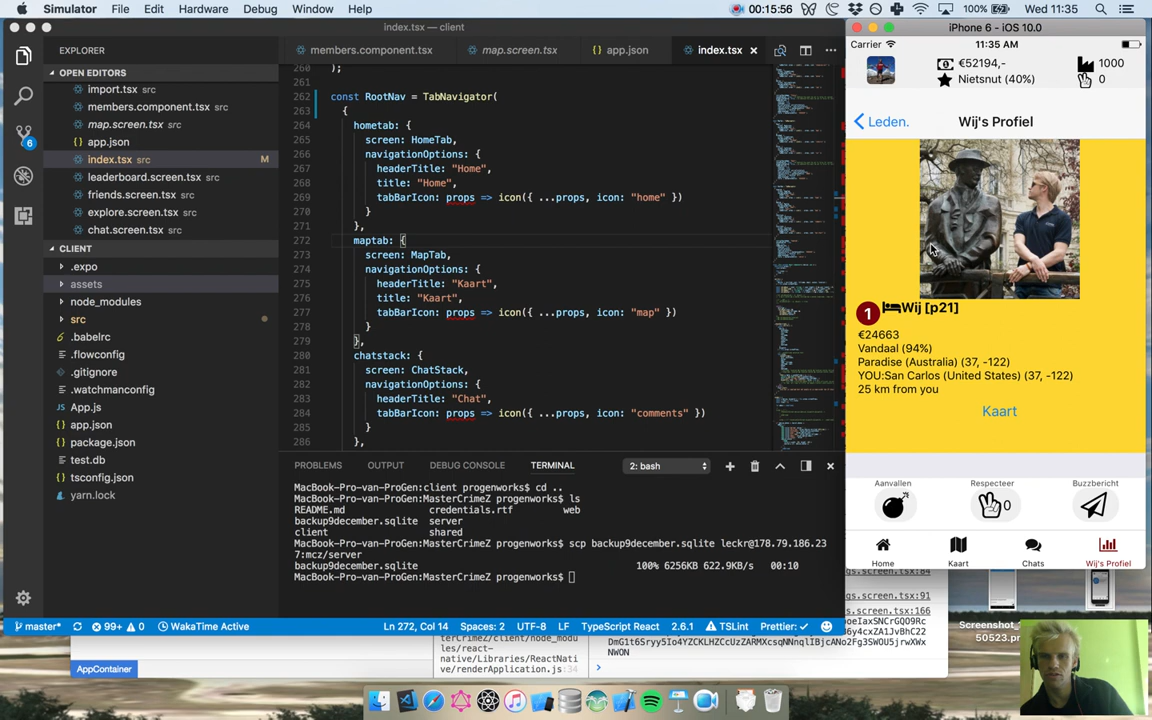 Simulator File Edit Hardware Debug Window Help
00:15:56 100% Wed 11:35
index.tsx — client
EXPLORER
OPEN EDITORS
import.tsx src
members.component.tsx src
map.screen.tsx src
app.json
index.tsx src M
leaderboard.screen.tsx src
friends.screen.tsx src
explore.screen.tsx src
chat.screen.tsx src
CLIENT
.expo
assets
node_modules
src
.babelrc
.flowconfig
.gitignore
.watchmanconfig
App.js
app.json
package.json
test.db
tsconfig.json
yarn.lock
6
members.component.tsx map.screen.tsx app.json index.tsx
260 );
261
262 const RootNav = TabNavigator(
263 {
264 hometab: {
265 screen: HomeTab,
266 navigationOptions: {
267 headerTitle: "Home",
268 title: "Home",
269 tabBarIcon: props => icon({ ...props, icon: "home" })
270 }
271 },
272 maptab: {
273 screen: MapTab,
274 navigationOptions: {
275 headerTitle: "Kaart",
276 title: "Kaart",
277 tabBarIcon: props => icon({ ...props, icon: "map" })
278 }
279 },
280 chatstack: {
281 screen: ChatStack,
282 navigationOptions: {
283 headerTitle: "Chat",
284 tabBarIcon: props => icon({ ...props, icon: "comments" })
285 }
286 },
PROBLEMS OUTPUT DEBUG CONSOLE TERMINAL 2: bash
MacBook-Pro-van-ProGen:client progenworks$ cd ..
MacBook-Pro-van-ProGen:MasterCrimeZ progenworks$ ls
README.md credentials.rtf web
backup9december.sqlite server
client shared
MacBook-Pro-van-ProGen:MasterCrimeZ progenworks$ scp backup9december.sqlite leckr@178.79.186.23
7:mcz/server
backup9december.sqlite 100% 6256KB 622.9KB/s 00:10
MacBook-Pro-van-ProGen:MasterCrimeZ progenworks$
master* 99+ 0 WakaTime Active Ln 272, Col 14 Spaces: 2 UTF-8 LF TypeScript React 2.6.1 TSLint Prettier: ✓
iPhone 6 – iOS 10.0
Carrier 11:35 AM
€52194,- 1000
Nietsnut (40%) 0
Leden. Wij's Profiel
1 Wij [p21]
€24663
Vandaal (94%)
Paradise (Australia) (37, -122)
YOU:San Carlos (United States) (37, -122)
25 km from you
Kaart
Aanvallen Respecteer Buzzbericht
0
Home Kaart Chats Wij's Profiel
gs.screen.tsx:91
gs.screen.tsx:166
terCrimeZ/client/node_modu
les/react-
native/Libraries/ReactNati
ve/renderApplication.js:34
NWON
AppContainer
Screenshot_
50523.pn